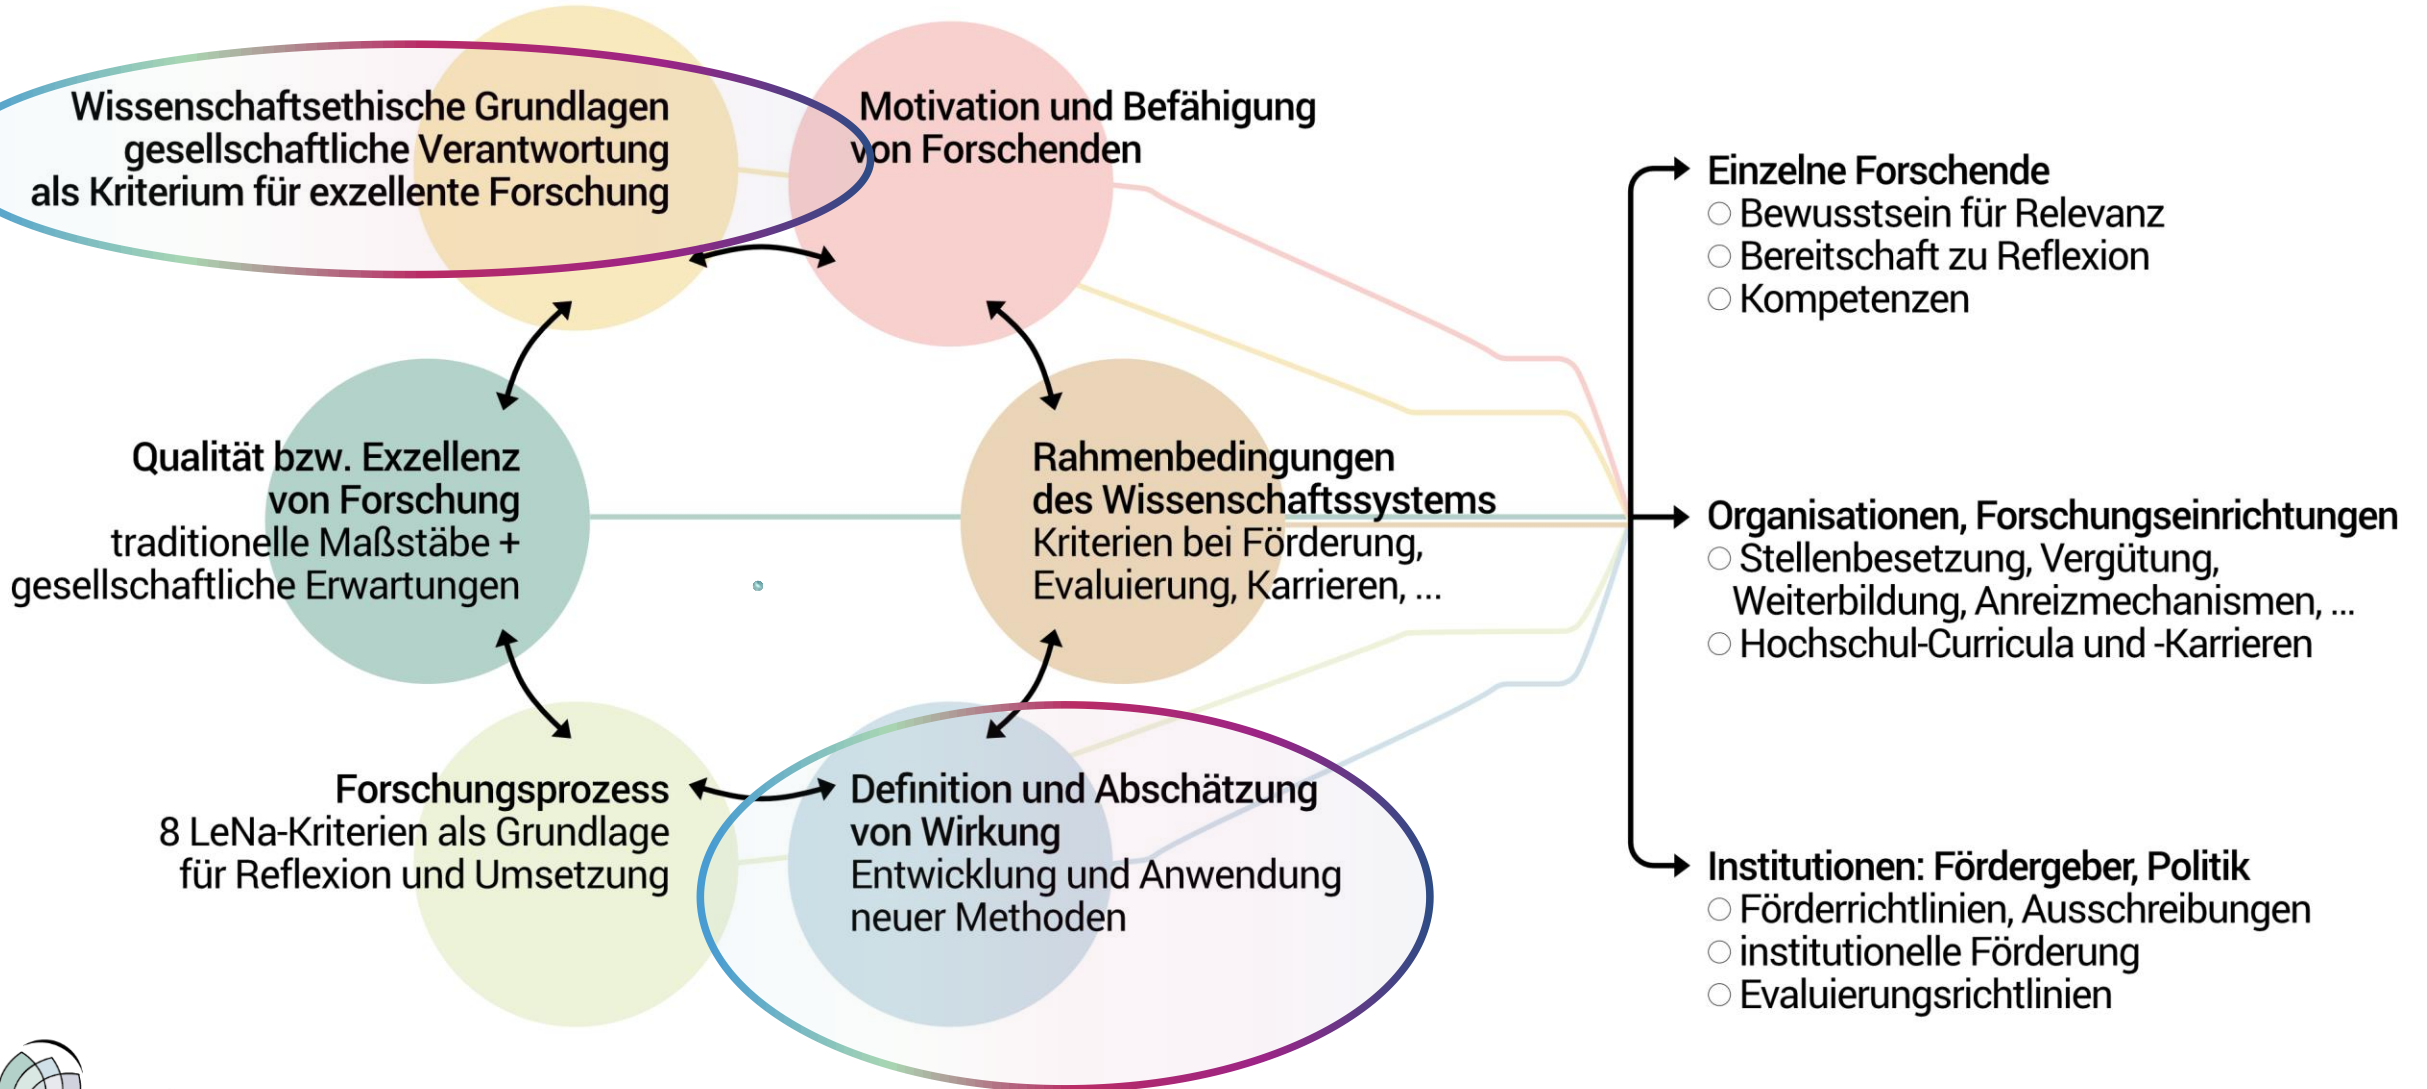 Wissenschaftsethische Grundlagen
gesellschaftliche Verantwortung
als Kriterium für exzellente Forschung
Motivation und Befähigung
von Forschenden
Qualität bzw. Exzellenz
von Forschung
traditionelle Maßstäbe +
gesellschaftliche Erwartungen
Rahmenbedingungen
des Wissenschaftssystems
Kriterien bei Förderung,
Evaluierung, Karrieren, ...
Forschungsprozess
8 LeNa-Kriterien als Grundlage
für Reflexion und Umsetzung
Definition und Abschätzung
von Wirkung
Entwicklung und Anwendung
neuer Methoden
Einzelne Forschende
○ Bewusstsein für Relevanz
○ Bereitschaft zu Reflexion
○ Kompetenzen
Organisationen, Forschungseinrichtungen
○ Stellenbesetzung, Vergütung,
Weiterbildung, Anreizmechanismen, ...
○ Hochschul-Curricula und -Karrieren
Institutionen: Fördergeber, Politik
○ Förderrichtlinien, Ausschreibungen
○ institutionelle Förderung
○ Evaluierungsrichtlinien